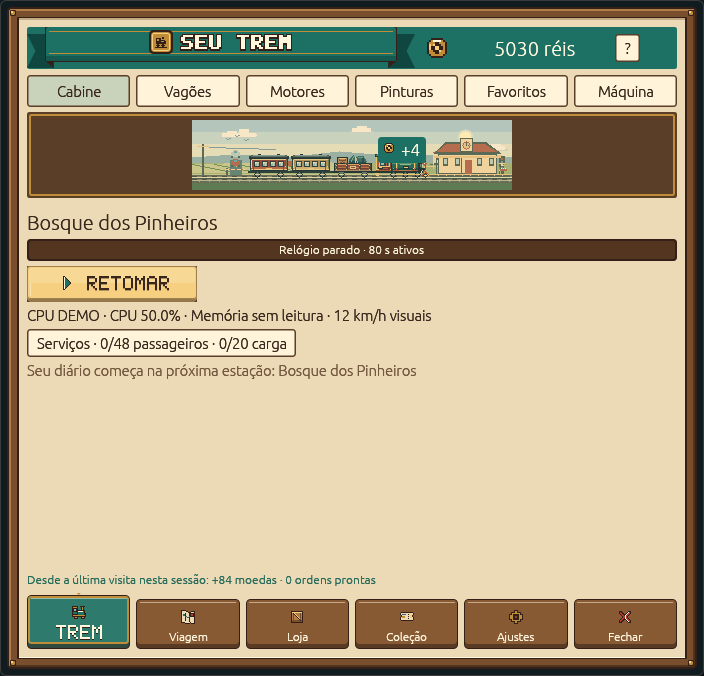 SEU TREM
5030 réis
?
Cabine
Vagões
Motores
Pinturas
Favoritos
Máquina
+4
Bosque dos Pinheiros
Relógio parado · 80 s ativos
RETOMAR
CPU DEMO · CPU 50.0% · Memória sem leitura · 12 km/h visuais
Serviços · 0/48 passageiros · 0/20 carga
Seu diário começa na próxima estação: Bosque dos Pinheiros
Desde a última visita nesta sessão: +84 moedas · 0 ordens prontas
TREM
Viagem
Loja
Coleção
Ajustes
Fechar